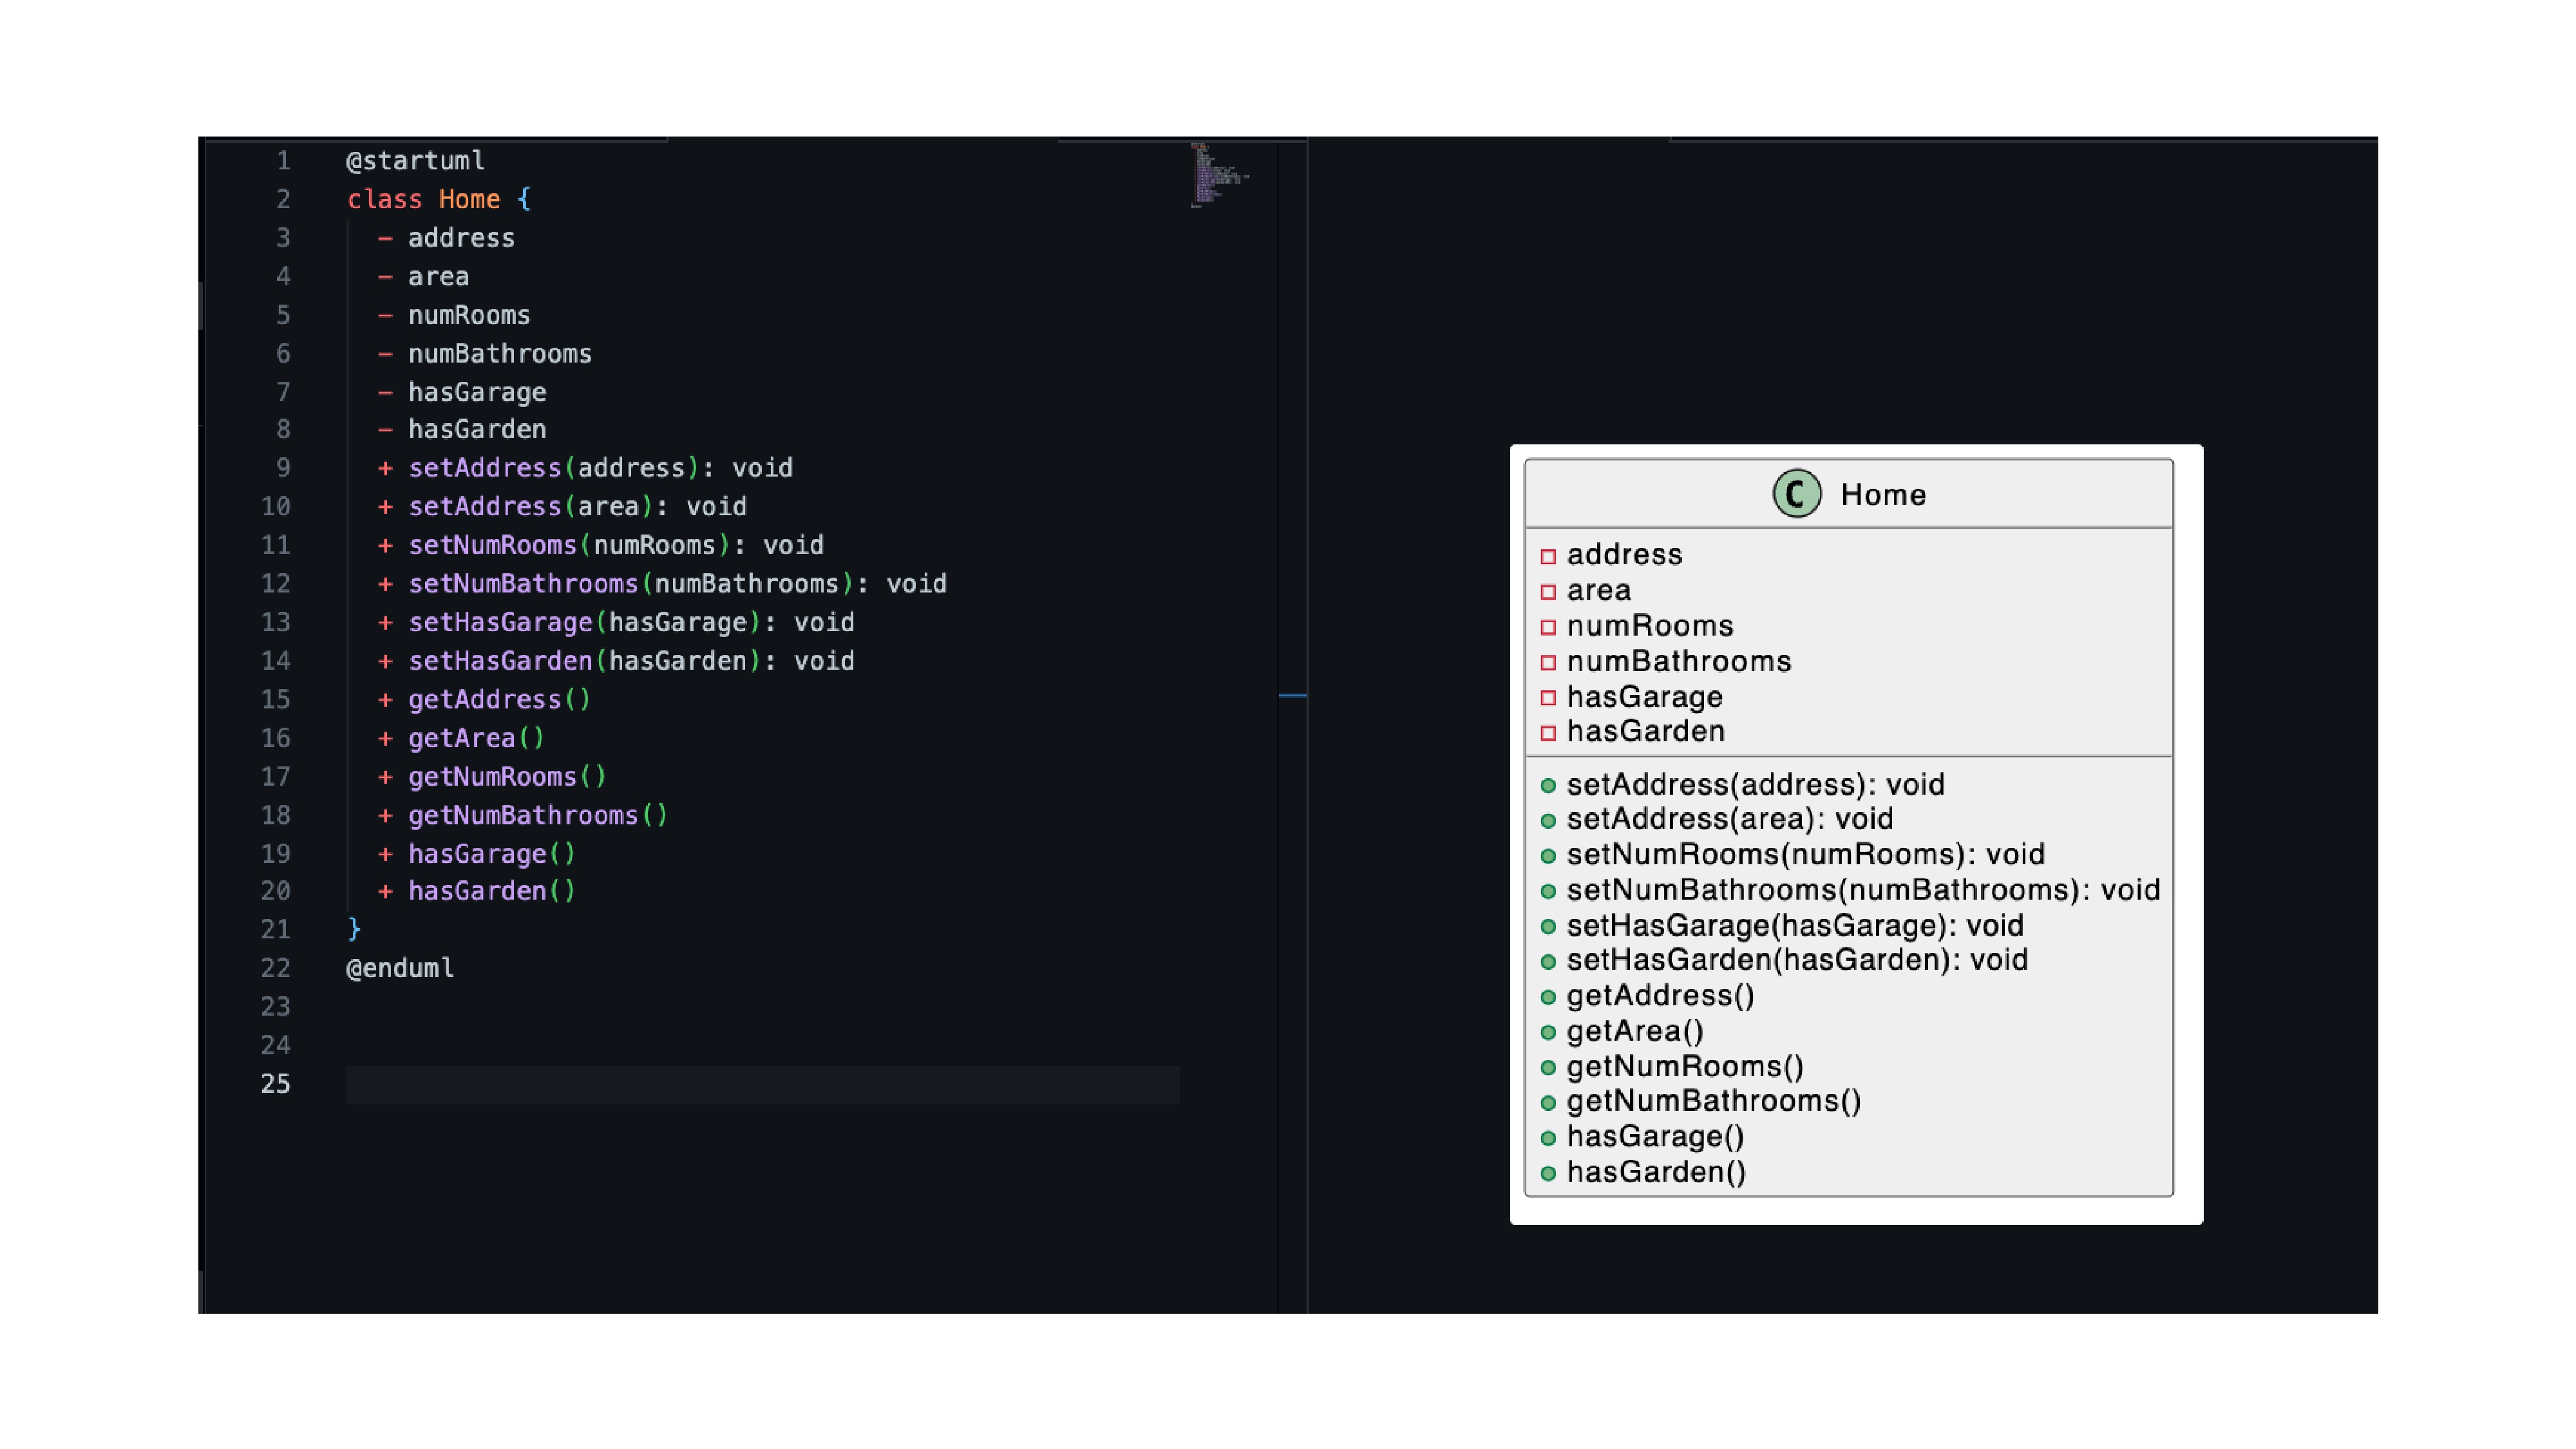 1 @startuml
2 class Home {
3 - address
4 - area
5 - numRooms
6 - numBathrooms
7 - hasGarage
8 - hasGarden
9 + setAddress(address): void
10 + setAddress(area): void
11 + setNumRooms(numRooms): void
12 + setNumBathrooms(numBathrooms): void
13 + setHasGarage(hasGarage): void
14 + setHasGarden(hasGarden): void
15 + getAddress()
16 + getArea()
17 + getNumRooms()
18 + getNumBathrooms()
19 + hasGarage()
20 + hasGarden()
21 }
22 @enduml
23
24
25
C Home
address
area
numRooms
numBathrooms
hasGarage
hasGarden
setAddress(address): void
setAddress(area): void
setNumRooms(numRooms): void
setNumBathrooms(numBathrooms): void
setHasGarage(hasGarage): void
setHasGarden(hasGarden): void
getAddress()
getArea()
getNumRooms()
getNumBathrooms()
hasGarage()
hasGarden()